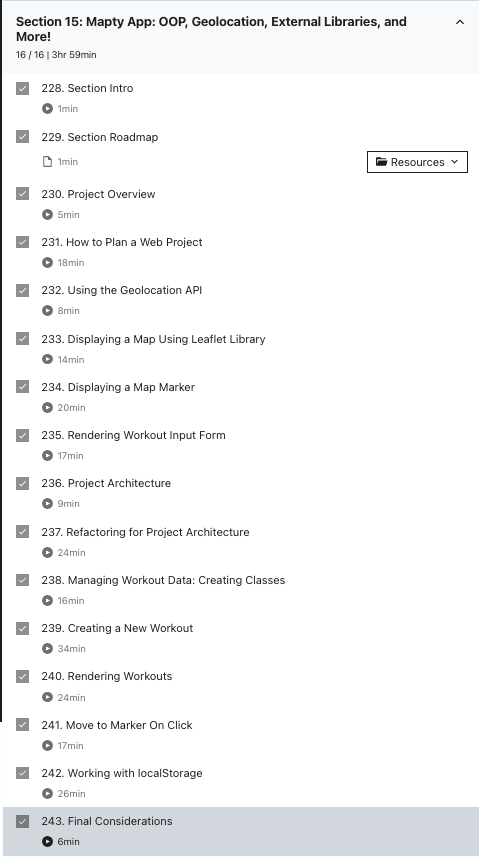 Section 15: Mapty App: OOP, Geolocation, External Libraries, and
More!
16 / 16 | 3hr 59min
228. Section Intro
1min
229. Section Roadmap
1min
Resources
230. Project Overview
5min
231. How to Plan a Web Project
18min
232. Using the Geolocation API
8min
233. Displaying a Map Using Leaflet Library
14min
234. Displaying a Map Marker
20min
235. Rendering Workout Input Form
17min
236. Project Architecture
9min
237. Refactoring for Project Architecture
24min
238. Managing Workout Data: Creating Classes
16min
239. Creating a New Workout
34min
240. Rendering Workouts
24min
241. Move to Marker On Click
17min
242. Working with localStorage
26min
243. Final Considerations
6min